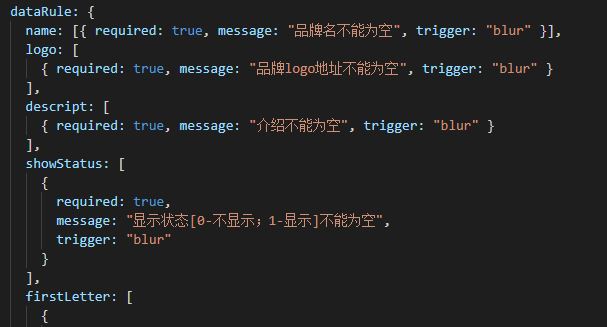 dataRule: {
name: [{ required: true, message: "品牌名不能为空", trigger: "blur" }],
logo: [
{ required: true, message: "品牌logo地址不能为空", trigger: "blur" }
],
descript: [
{ required: true, message: "介绍不能为空", trigger: "blur" }
],
showStatus: [
{
required: true,
message: "显示状态[0-不显示；1-显示]不能为空",
trigger: "blur"
}
],
firstLetter: [
{